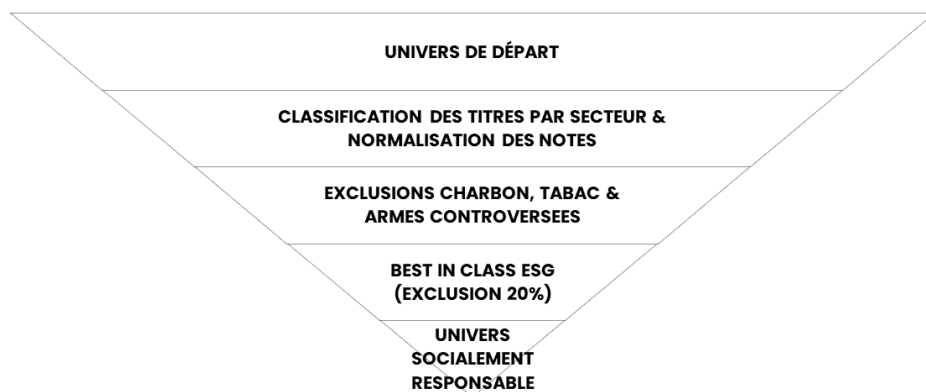 UNIVERS DE DÉPART
CLASSIFICATION DES TITRES PAR SECTEUR &
NORMALISATION DES NOTES
EXCLUSIONS CHARBON, TABAC &
ARMES CONTROVERSEES
BEST IN CLASS ESG
(EXCLUSION 20%)
UNIVERS
SOCIALEMENT
RESPONSABLE